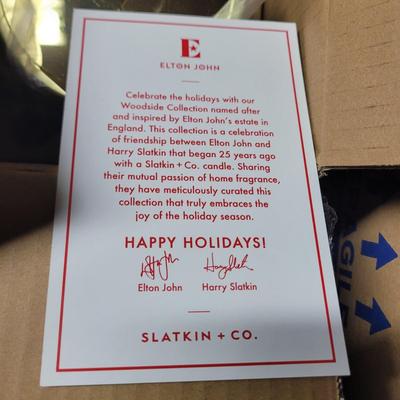 E
ELTON JOHN
Celebrate the holidays with our
Woodside Collection named after
and inspired by Elton John's estate in
England. This collection is a celebration
of friendship between Elton John and
Harry Slatkin that began 25 years ago
with a Slatkin + Co. candle. Sharing
their mutual passion of home fragrance,
they have meticulously curated this
collection that truly embraces the
joy of the holiday season.
HAPPY HOLIDAYS!
Elton John Harry Slatkin
SLATKIN + CO.
AGILE